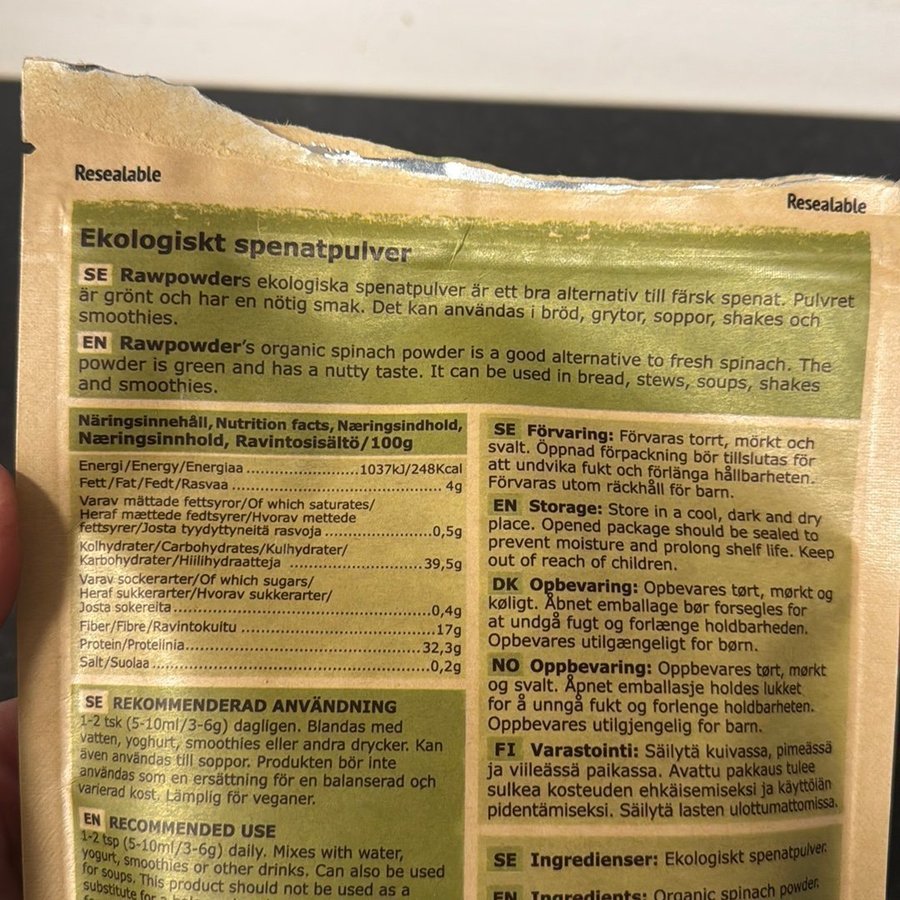 Resealable
Resealable
Ekologiskt spenatpulver
SE Rawpowders ekologiska spenatpulver är ett bra alternativ till färsk spenat. Pulvret
är grönt och har en nötig smak. Det kan användas i bröd, grytor, soppor, shakes och
smoothies.
EN Rawpowder's organic spinach powder is a good alternative to fresh spinach. The
powder is green and has a nutty taste. It can be used in bread, stews, soups, shakes
and smoothies.
Näringsinnehåll, Nutrition facts, Næringsindhold,
Næringsinnhold, Ravintosisältö/100g
Energi/Energy/Energiaa ........................1037kJ/248Kcal
Fett/Fat/Fedt/Rasvaa ............................................ 4g
Varav mättade fettsyror/Of which saturates/
Heraf mættede fedtsyrer/Hvorav mettede
fettsyrer/Josta tyydyttyneitä rasvoja .......................0,5g
Kolhydrater/Carbohydrates/Kulhydrater/
Karbohydrater/Hiilihydraatteja ............................39,5g
Varav sockerarter/Of which sugars/
Heraf sukkerarter/Hvorav sukkerarter/
Josta sokereita......................................................0,4g
Fiber/Fibre/Ravintokuitu ........................................17g
Protein/Proteiinia................................................32,3g
Salt/Suolaa ..........................................................0,2g
SE REKOMMENDERAD ANVÄNDNING
1-2 tsk (5-10ml/3-6g) dagligen. Blandas med
vatten, yoghurt, smoothies eller andra drycker. Kan
även användas till soppor. Produkten bör inte
användas som en ersättning för en balanserad och
varierad kost. Lämplig för veganer.
EN RECOMMENDED USE
1-2 tsp (5-10ml/3-6g) daily. Mixes with water,
yogurt, smoothies or other drinks. Can also be used
for soups. This product should not be used as a
substitute for a
SE Förvaring: Förvaras torrt, mörkt och
svalt. Öppnad förpackning bör tillslutas för
att undvika fukt och förlänga hållbarheten.
Förvaras utom räckhåll för barn.
EN Storage: Store in a cool, dark and dry
place. Opened package should be sealed to
prevent moisture and prolong shelf life. Keep
out of reach of children.
DK Opbevaring: Opbevares tørt, mørkt og
køligt. Åbnet emballage bør forsegles for
at undgå fugt og forlænge holdbarheden.
Opbevares utilgængeligt for børn.
NO Oppbevaring: Oppbevares tørt, mørkt
og svalt. Åpnet emballasje holdes lukket
for å unngå fukt og forlenge holdbarheten.
Oppbevares utilgjengelig for barn.
FI Varastointi: Säilytä kuivassa, pimeässä
ja viileässä paikassa. Avattu pakkaus tulee
sulkea kosteuden ehkäisemiseksi ja käyttöiän
pidentämiseksi. Säilytä lasten ulottumattomissa.
SE Ingredienser: Ekologiskt spenatpulver.
EN Ingredients: Organic spinach powder.